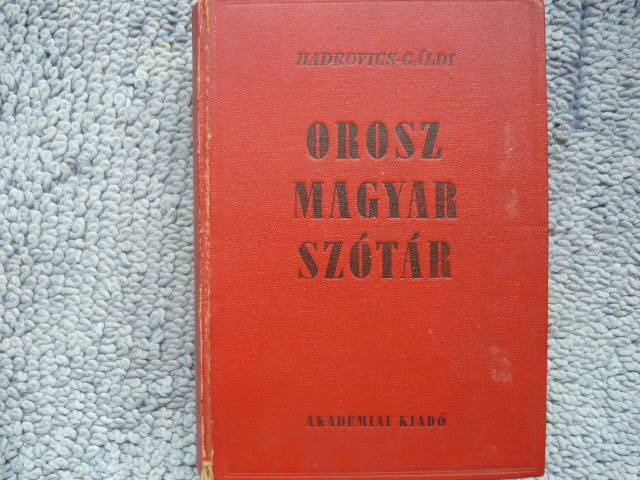 HADROVICS-GÁLDI
OROSZ
MAGYAR
SZÓTÁR
AKADÉMIAI KIADÓ